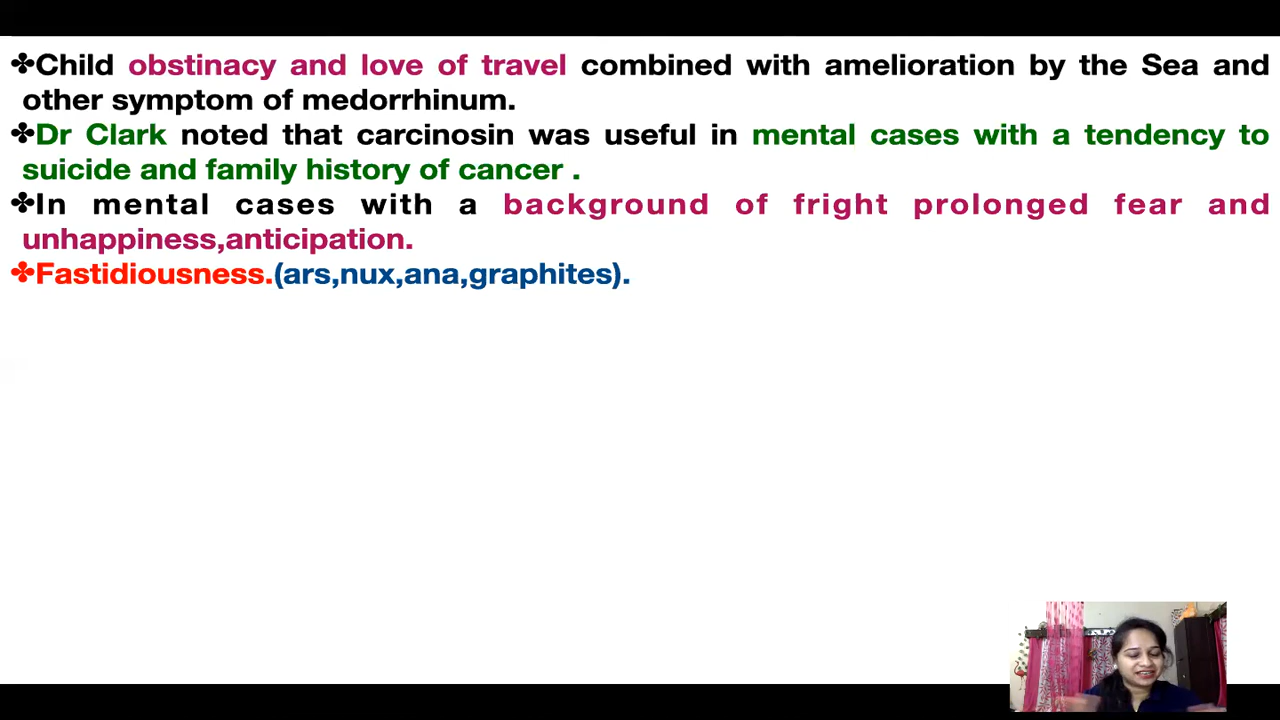 ✤Child obstinacy and love of travel combined with amelioration by the Sea and
other symptom of medorrhinum.
✤Dr Clark noted that carcinosin was useful in mental cases with a tendency to
suicide and family history of cancer .
✤In mental cases with a background of fright prolonged fear and
unhappiness,anticipation.
✤Fastidiousness.(ars,nux,ana,graphites).